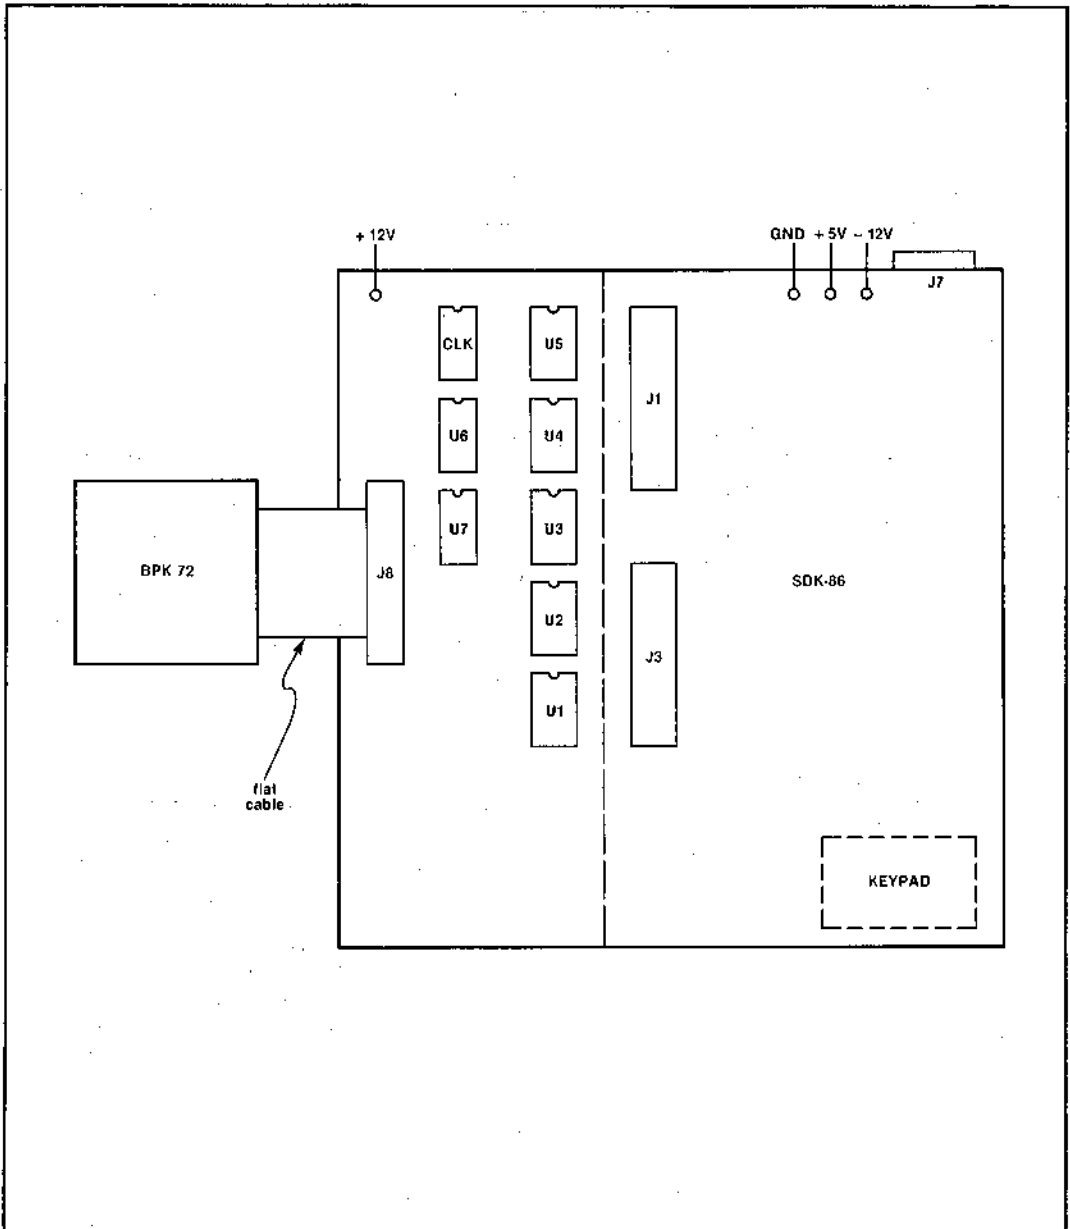 + 12V
GND + 5V - 12V
J7
CLK
U5
J1
U6
U4
U7
U3
BPK 72
J8
SDK-86
U2
J3
U1
flat
cable
KEYPAD